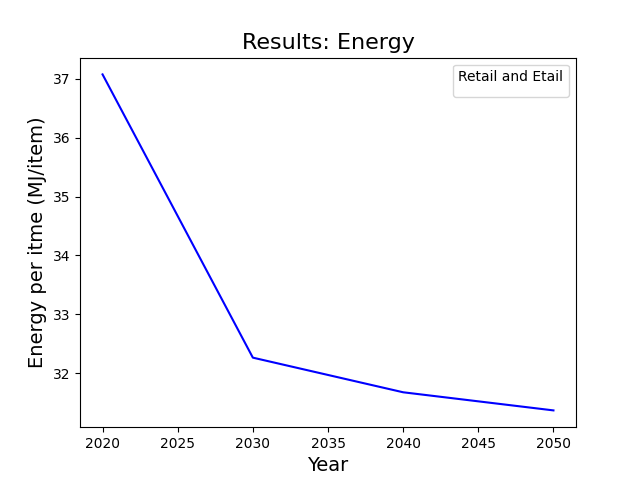 Results: Energy
Retail and Etail
Energy per itme (MJ/item)
37
36
35
34
33
32
2020 2025 2030 2035 2040 2045 2050
Year